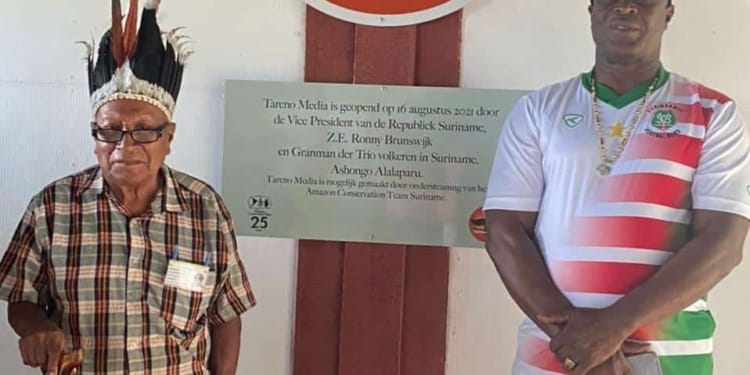 Tareno Media is geopend op 16 augustus 2021 door
de Vice President van de Republiek Suriname,
Z.E. Ronny Brunswijk
en Granman der Trio volkeren in Suriname,
Ashongo Alalaparu.
Tareno Media is mogelijk gemaakt door ondersteuning van he
Amazon Conservation Team Suriname.
25